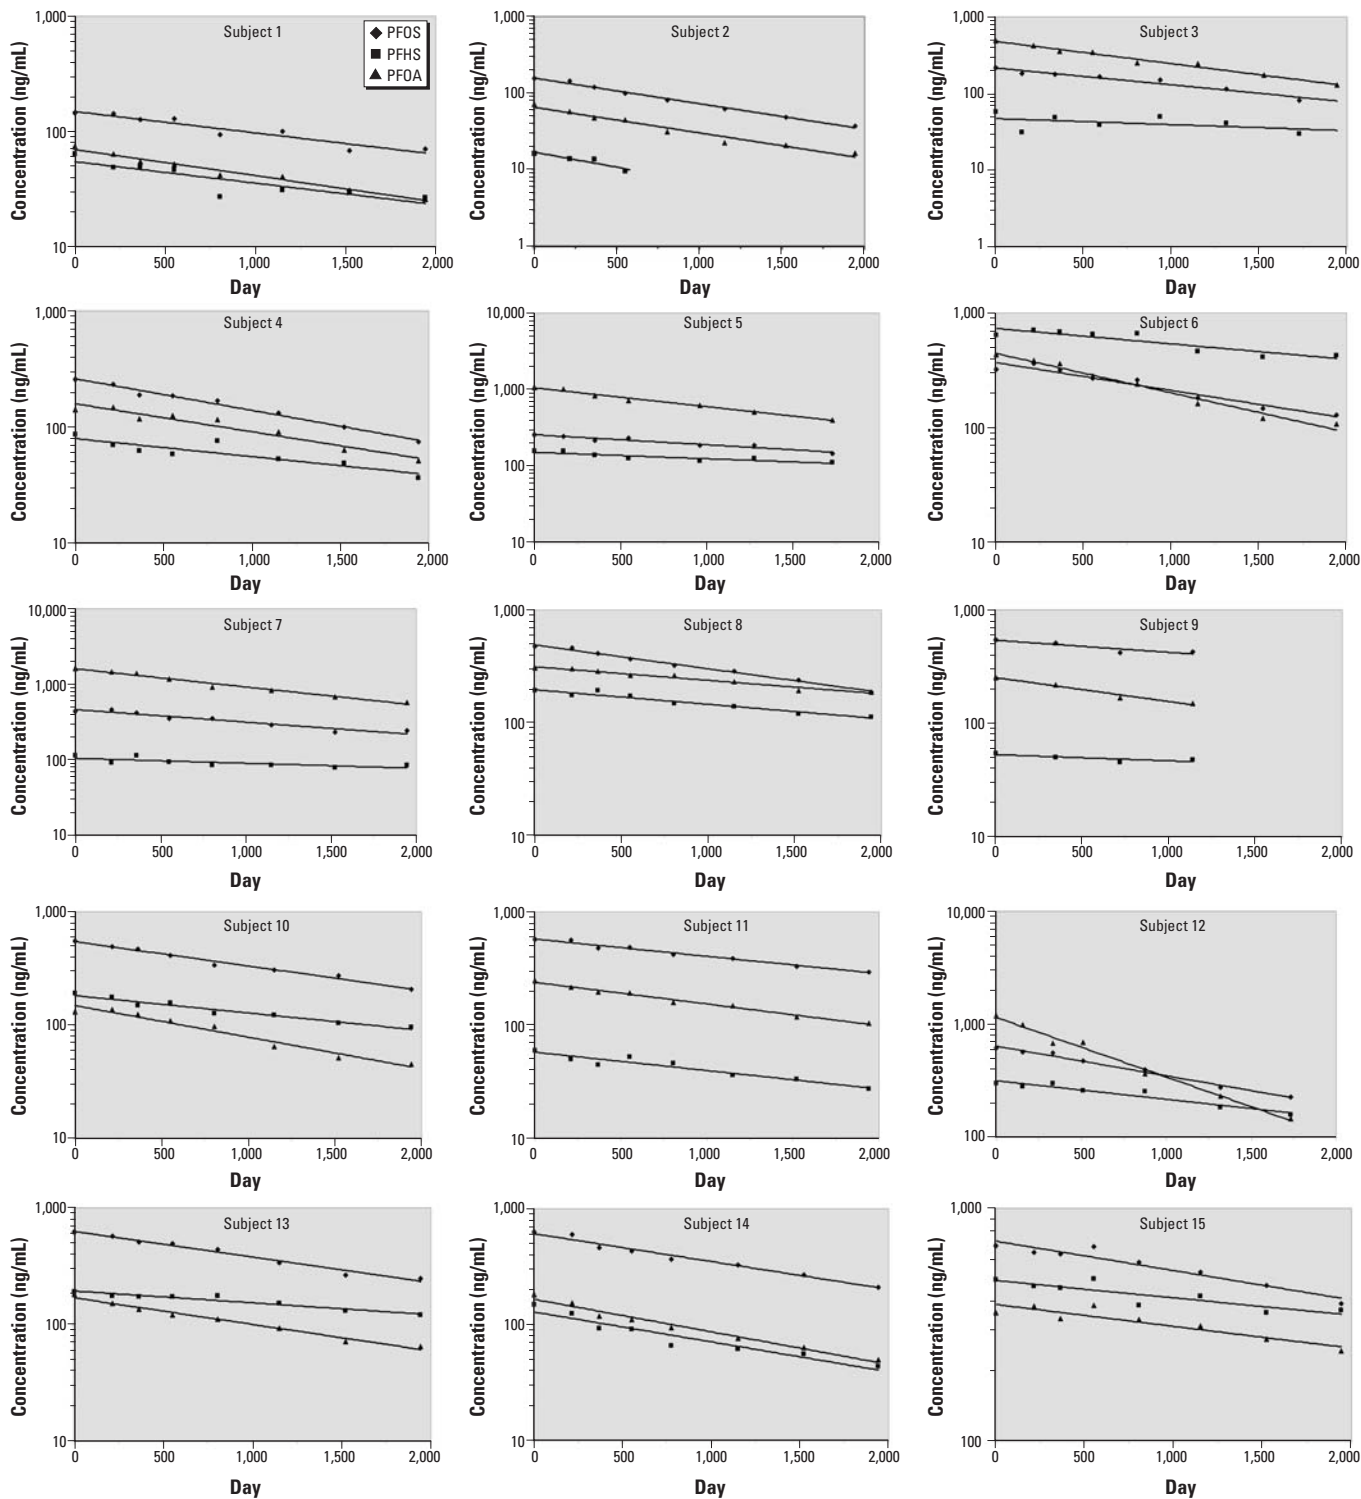 Subject 1
PFOS
PFHS
PFOA
Concentration (ng/mL)
1,000
100
10
0 500 1,000 1,500 2,000
Day
Subject 2
Concentration (ng/mL)
1,000
100
10
1
0 500 1,000 1,500 2,000
Day
Subject 3
Concentration (ng/mL)
1,000
100
10
1
0 500 1,000 1,500 2,000
Day
Subject 4
Concentration (ng/mL)
1,000
100
10
0 500 1,000 1,500 2,000
Day
Subject 5
Concentration (ng/mL)
10,000
1,000
100
10
0 500 1,000 1,500 2,000
Day
Subject 6
Concentration (ng/mL)
1,000
100
10
0 500 1,000 1,500 2,000
Day
Subject 7
Concentration (ng/mL)
10,000
1,000
100
10
0 500 1,000 1,500 2,000
Day
Subject 8
Concentration (ng/mL)
1,000
100
10
0 500 1,000 1,500 2,000
Day
Subject 9
Concentration (ng/mL)
1,000
100
10
0 500 1,000 1,500 2,000
Day
Subject 10
Concentration (ng/mL)
1,000
100
10
0 500 1,000 1,500 2,000
Day
Subject 11
Concentration (ng/mL)
1,000
100
10
0 500 1,000 1,500 2,000
Day
Subject 12
Concentration (ng/mL)
10,000
1,000
100
0 500 1,000 1,500 2,000
Day
Subject 13
Concentration (ng/mL)
1,000
100
10
0 500 1,000 1,500 2,000
Day
Subject 14
Concentration (ng/mL)
1,000
100
10
0 500 1,000 1,500 2,000
Day
Subject 15
Concentration (ng/mL)
1,000
100
0 500 1,000 1,500 2,000
Day